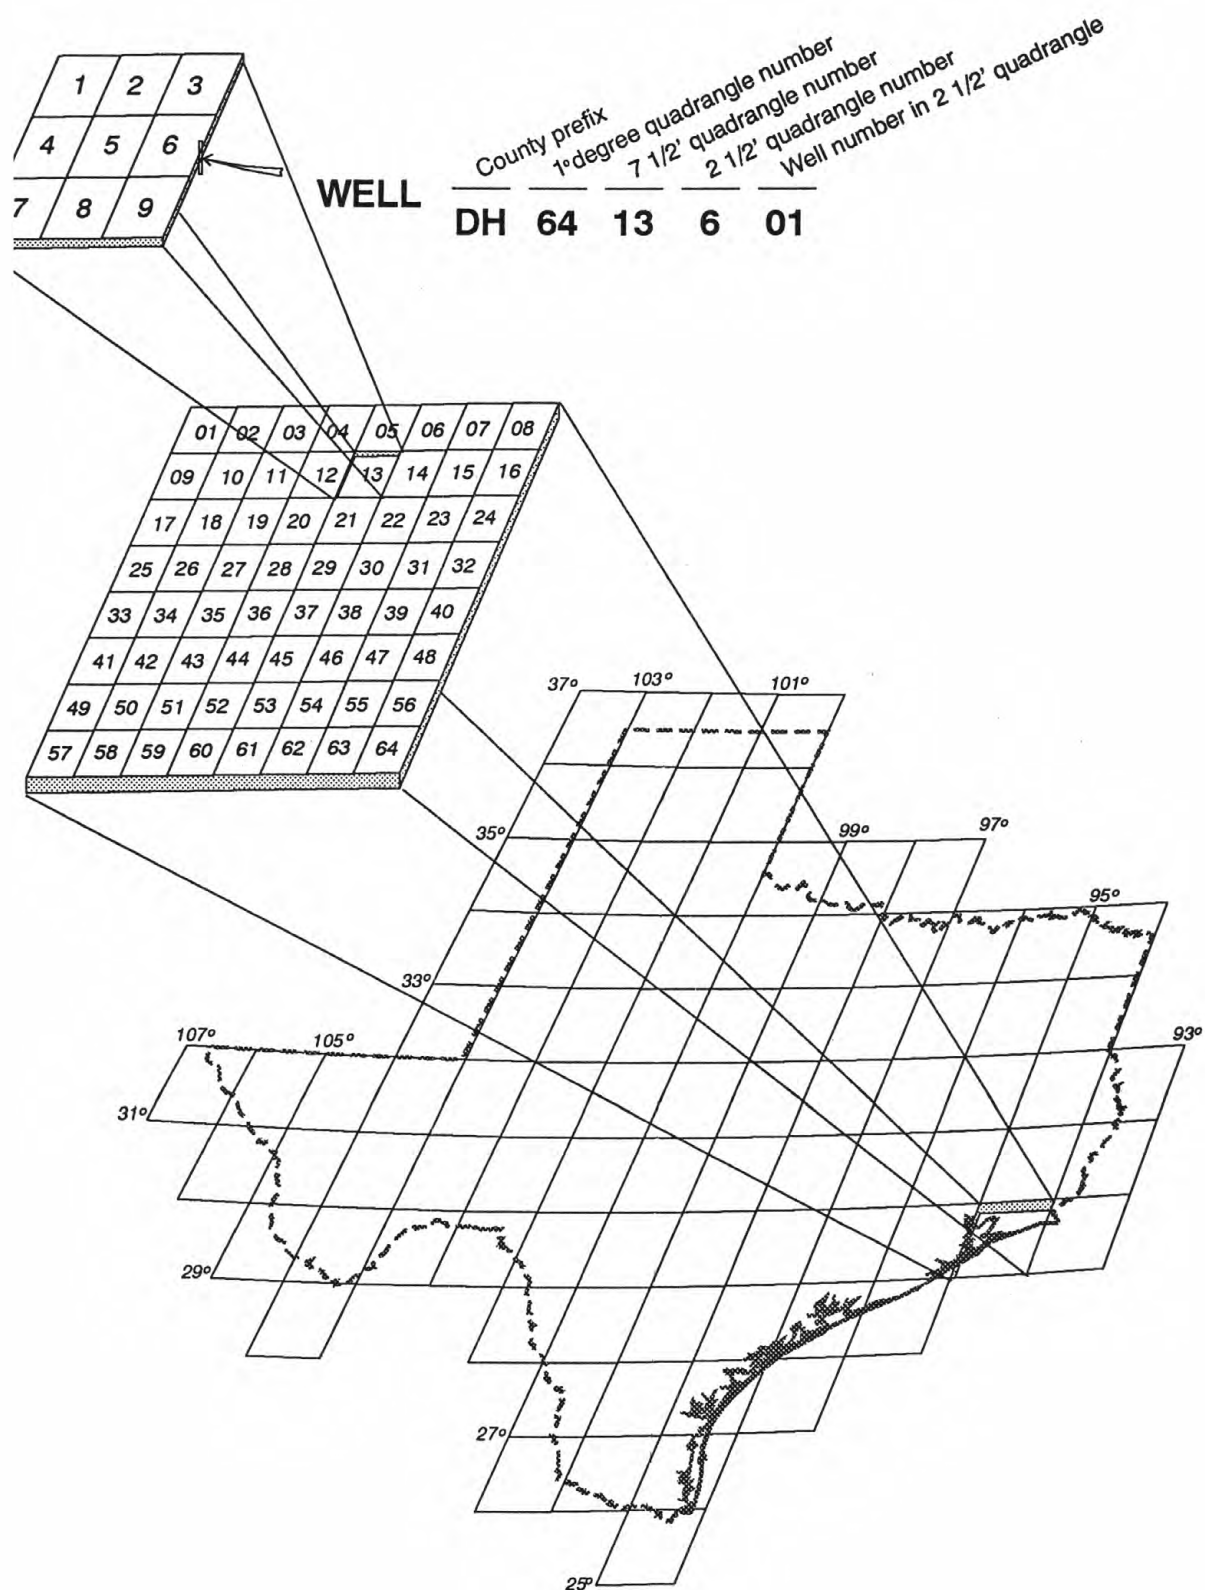 1 2 3
4 5 6
7 8 9
County prefix
1°degree quadrangle number
7 1/2' quadrangle number
2 1/2' quadrangle number
Well number in 2 1/2' quadrangle
WELL
DH 64 13 6 01
01 02 03 04 05 06 07 08
09 10 11 12 13 14 15 16
17 18 19 20 21 22 23 24
25 26 27 28 29 30 31 32
33 34 35 36 37 38 39 40
41 42 43 44 45 46 47 48
49 50 51 52 53 54 55 56
57 58 59 60 61 62 63 64
37° 103° 101°
35° 99° 97°
95°
33°
107° 105° 93°
31°
29°
27°
25°